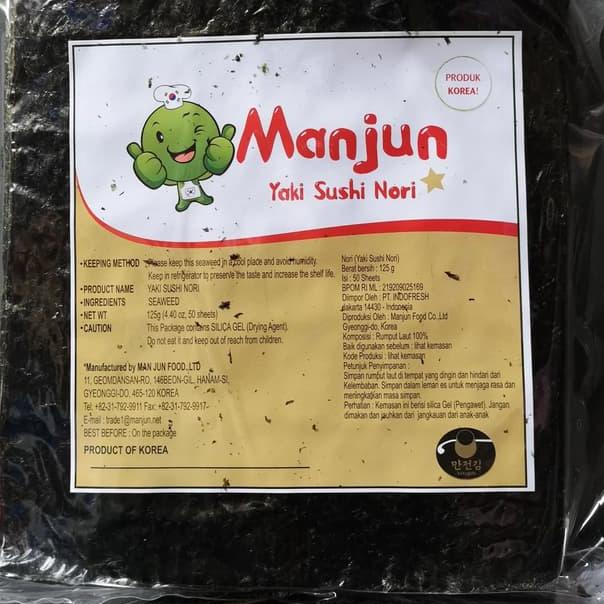 PRODUK
KOREA!
Manjun
Yaki Sushi Nori
• KEEPING METHOD Please keep this seaweed in a cool place and avoid humidity.
Keep in refrigerator to preserve the taste and increase the shelf life.
• PRODUCT NAME YAKI SUSHI NORI
• INGREDIENTS SEAWEED
• NET WT 125g (4.40 oz, 50 sheets)
• CAUTION This Package contains SILICA GEL (Drying Agent).
Do not eat it and keep out of reach from children.
*Manufactured by MAN JUN FOOD.,LTD
11, GEOMDANSAN-RO, 146BEON-GIL, HANAM-SI,
GYEONGGI-DO, 465-120 KOREA
Tel: +82-31-792-9911 Fax: +82-31-792-9917
E-mail : trade1@manjun.net
BEST BEFORE : On the package
PRODUCT OF KOREA
Nori (Yaki Sushi Nori)
Berat bersih : 125 g
Isi : 50 Sheets
BPOM RI ML : 219209025169
Diimpor Oleh : PT. INDOFRESH
Jakarta 14430 - Indonesia
Diproduksi Oleh : Manjun Food Co.,Ltd
Gyeonggi-do, Korea
Komposisi : Rumput Laut 100%
Baik digunakan sebelum : lihat kemasan
Kode Produksi : lihat kemasan
Petunjuk Penyimpanan :
Simpan rumput laut di tempat yang dingin dan hindari dari
Kelembaban. Simpan dalam lemari es untuk menjaga rasa dan
meningkatkan masa simpan.
Perhatian : Kemasan ini berisi silica Gel (Pengawet). Jangan
dimakan dan jauhkan dari jangkauan dari anak-anak
만전김